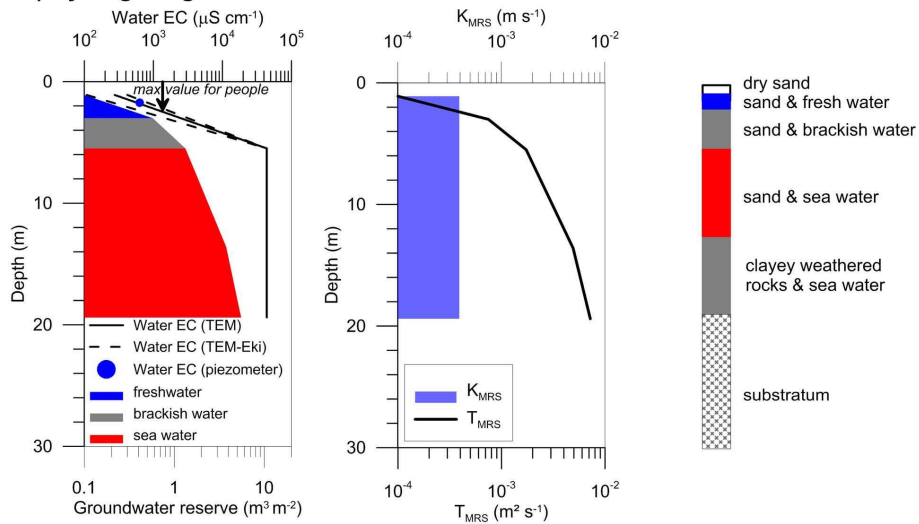 Water EC (μS cm⁻¹)
10² 10³ 10⁴ 10⁵
0
max value for people
10
20
30
Depth (m)
Water EC (TEM)
Water EC (TEM-Eki)
Water EC (piezometer)
freshwater
brackish water
sea water
0.1 1 10
Groundwater reserve (m³ m⁻²)
K_MRS (m s⁻¹)
10⁻⁴ 10⁻³ 10⁻²
0
10
20
30
Depth (m)
K_MRS
T_MRS
10⁻⁴ 10⁻³ 10⁻²
T_MRS (m² s⁻¹)
dry sand
sand & fresh water
sand & brackish water
sand & sea water
clayey weathered
rocks & sea water
substratum